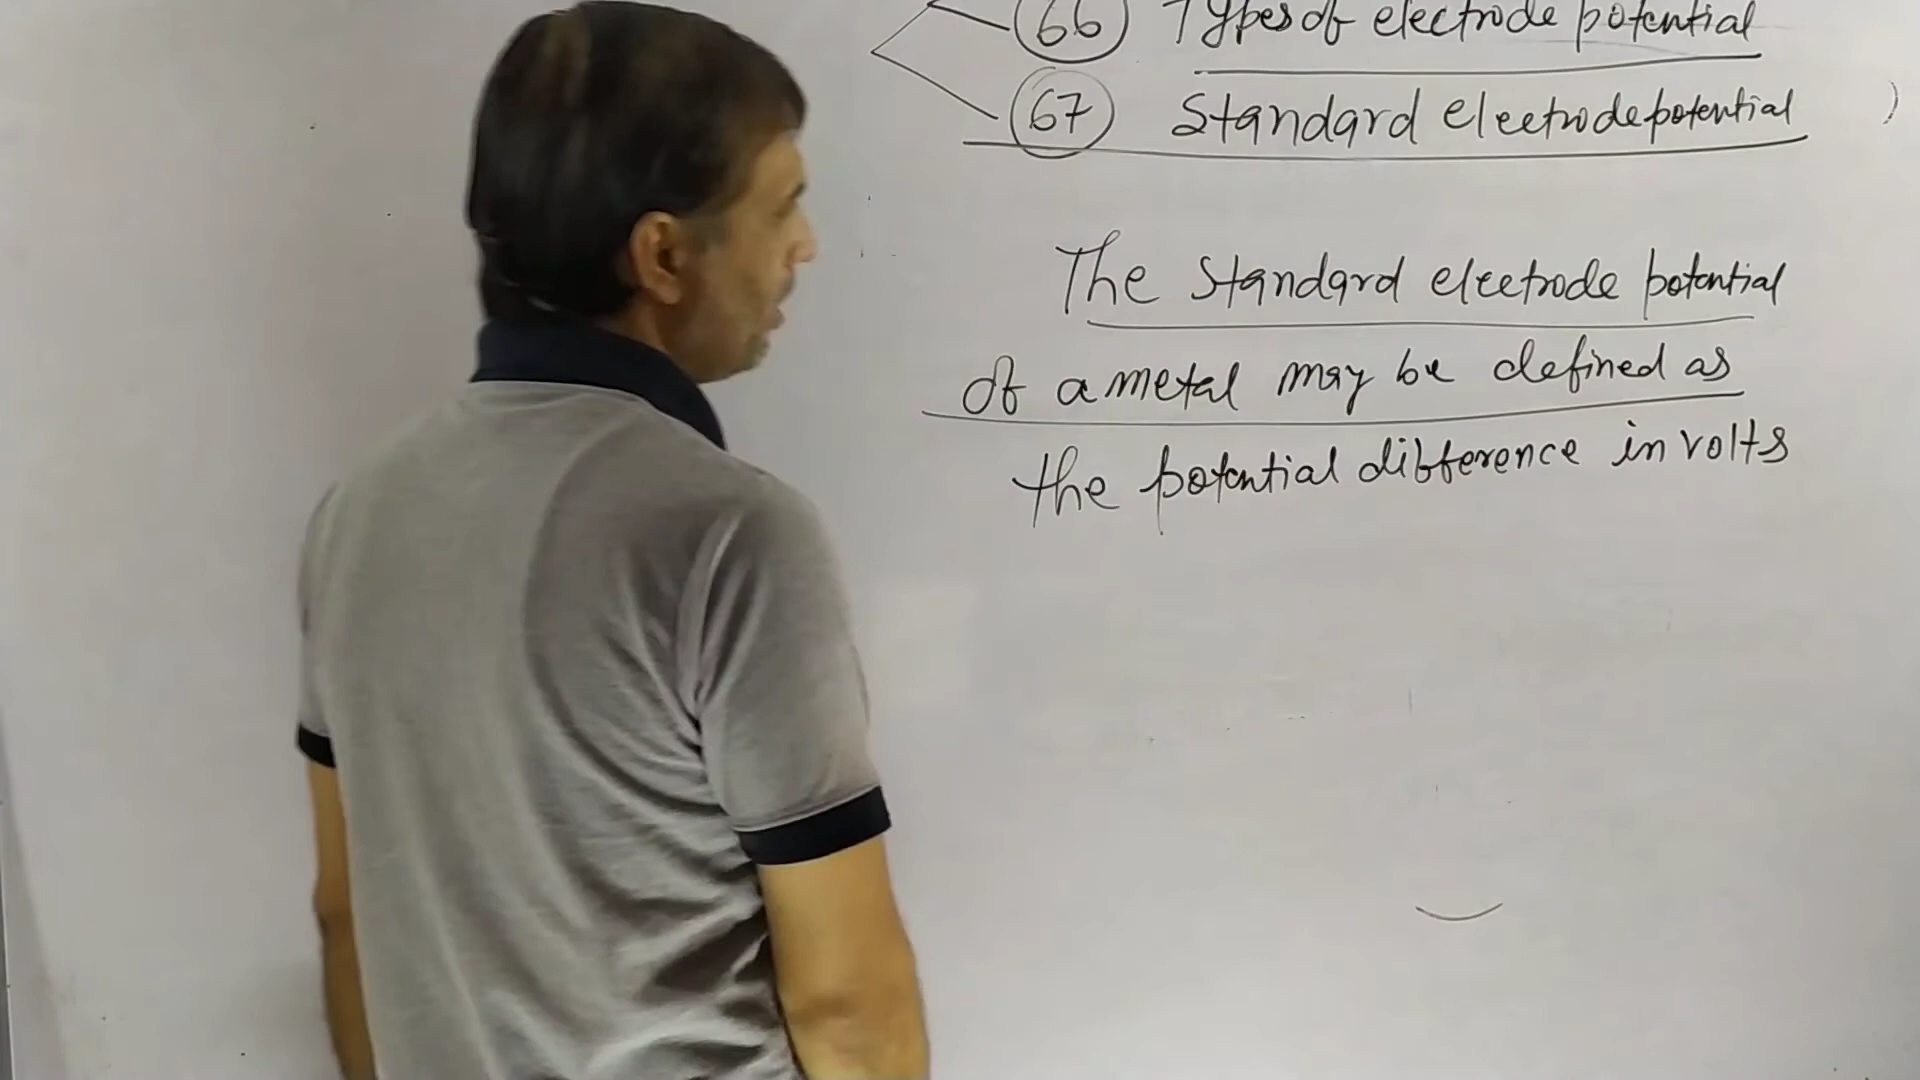 66 Types of electrode potential
67 Standard electrode potential )
The Standard electrode potential
of a metal may be defined as
the potential difference in volts